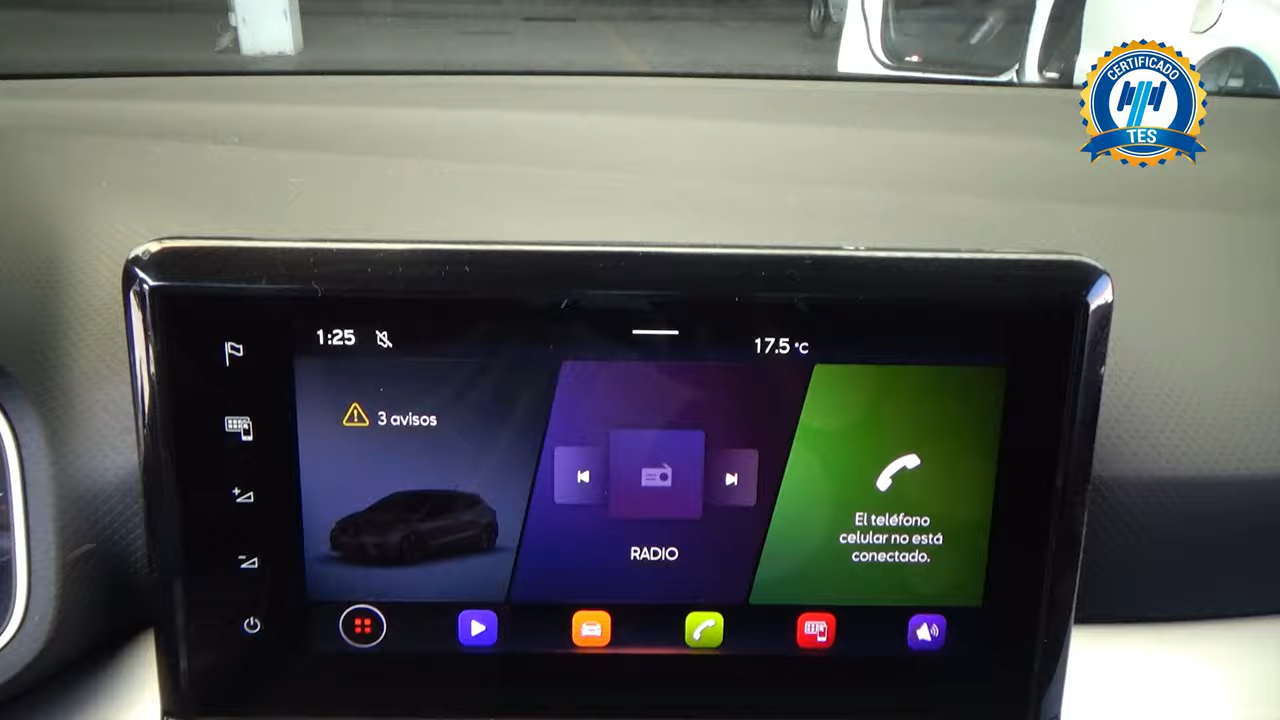 CERTIFICADO
TES
1:25
17.5 °C
3 avisos
RADIO
El teléfono
celular no está
conectado.